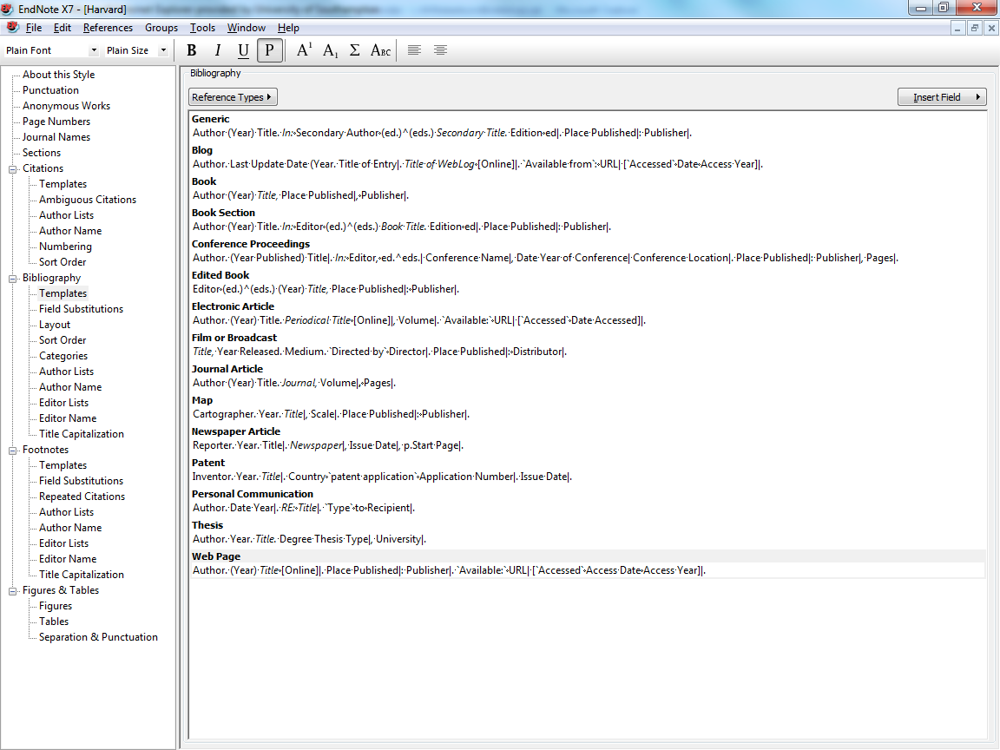 EndNote X7 - [Harvard]
File Edit References Groups Tools Window Help
Plain Font Plain Size B I U P A¹ A₁ Σ ABC
About this Style
Punctuation
Anonymous Works
Page Numbers
Journal Names
Sections
Citations
Templates
Ambiguous Citations
Author Lists
Author Name
Numbering
Sort Order
Bibliography
Templates
Field Substitutions
Layout
Sort Order
Categories
Author Lists
Author Name
Editor Lists
Editor Name
Title Capitalization
Footnotes
Templates
Field Substitutions
Repeated Citations
Author Lists
Author Name
Editor Lists
Editor Name
Title Capitalization
Figures & Tables
Figures
Tables
Separation & Punctuation
Bibliography
Reference Types Insert Field
Generic
Author·(Year)·Title.·In:◦Secondary·Author◦(ed.)^(eds.)·Secondary·Title.·Edition◦ed|.·Place·Published|:·Publisher|.
Blog
Author.·Last·Update·Date·(Year.·Title·of·Entry|.·Title·of·WebLog◦[Online]|.·`Available·from`:◦URL|·[`Accessed`◦Date◦Access·Year]|.
Book
Author·(Year)·Title,·Place·Published|,◦Publisher|.
Book Section
Author·(Year)·Title.·In:◦Editor◦(ed.)^(eds.)·Book·Title.·Edition◦ed|.·Place·Published|:·Publisher|.
Conference Proceedings
Author.·(Year·Published)·Title|.·In:◦Editor,◦ed.^eds.|·Conference·Name|,·Date·Year·of·Conference|·Conference·Location|.·Place·Published|:·Publisher|,·Pages|.
Edited Book
Editor◦(ed.)^(eds.)·(Year)·Title,·Place·Published|:◦Publisher|.
Electronic Article
Author.·(Year)·Title.·Periodical·Title◦[Online]|,·Volume|.·`Available:`◦URL|·[`Accessed`◦Date·Accessed]|.
Film or Broadcast
Title,·Year·Released.·Medium.·`Directed·by`◦Director|.·Place·Published|:◦Distributor|.
Journal Article
Author·(Year)·Title.·Journal,·Volume|,◦Pages|.
Map
Cartographer.·Year.·Title|,·Scale|.·Place·Published|:◦Publisher|.
Newspaper Article
Reporter.·Year.·Title|.·Newspaper|,·Issue·Date|,·p.Start·Page|.
Patent
Inventor.·Year.·Title|.·Country◦`patent·application`◦Application·Number|.·Issue·Date|.
Personal Communication
Author.·Date·Year|.·RE:◦Title|.·`Type`◦to◦Recipient|.
Thesis
Author.·Year.·Title.·Degree·Thesis·Type|,·University|.
Web Page
Author.·(Year)·Title◦[Online]|.·Place·Published|:·Publisher|.·`Available:`◦URL|·[`Accessed`◦Access·Date◦Access·Year]|.